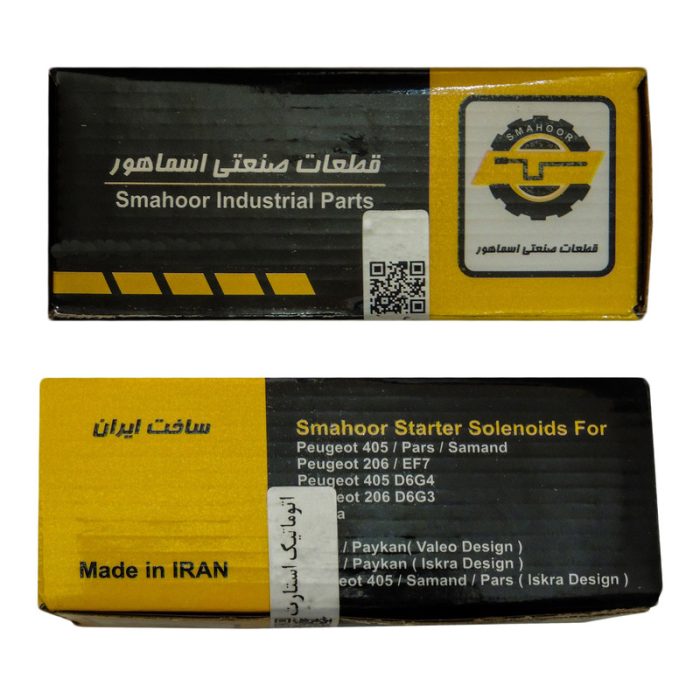 قطعات صنعتی اسماهور
Smahoor Industrial Parts
SMAHOOR
قطعات صنعتی اسماهور
ساخت ایران
Made in IRAN
Smahoor Starter Solenoids For
Peugeot 405 / Pars / Samand
Peugeot 206 / EF7
Peugeot 405 D6G4
206 D6G3
/ Paykan( Valeo Design )
/ Paykan ( Iskra Design )
405 / Samand / Pars ( Iskra Design )
اتوماتیک استارت